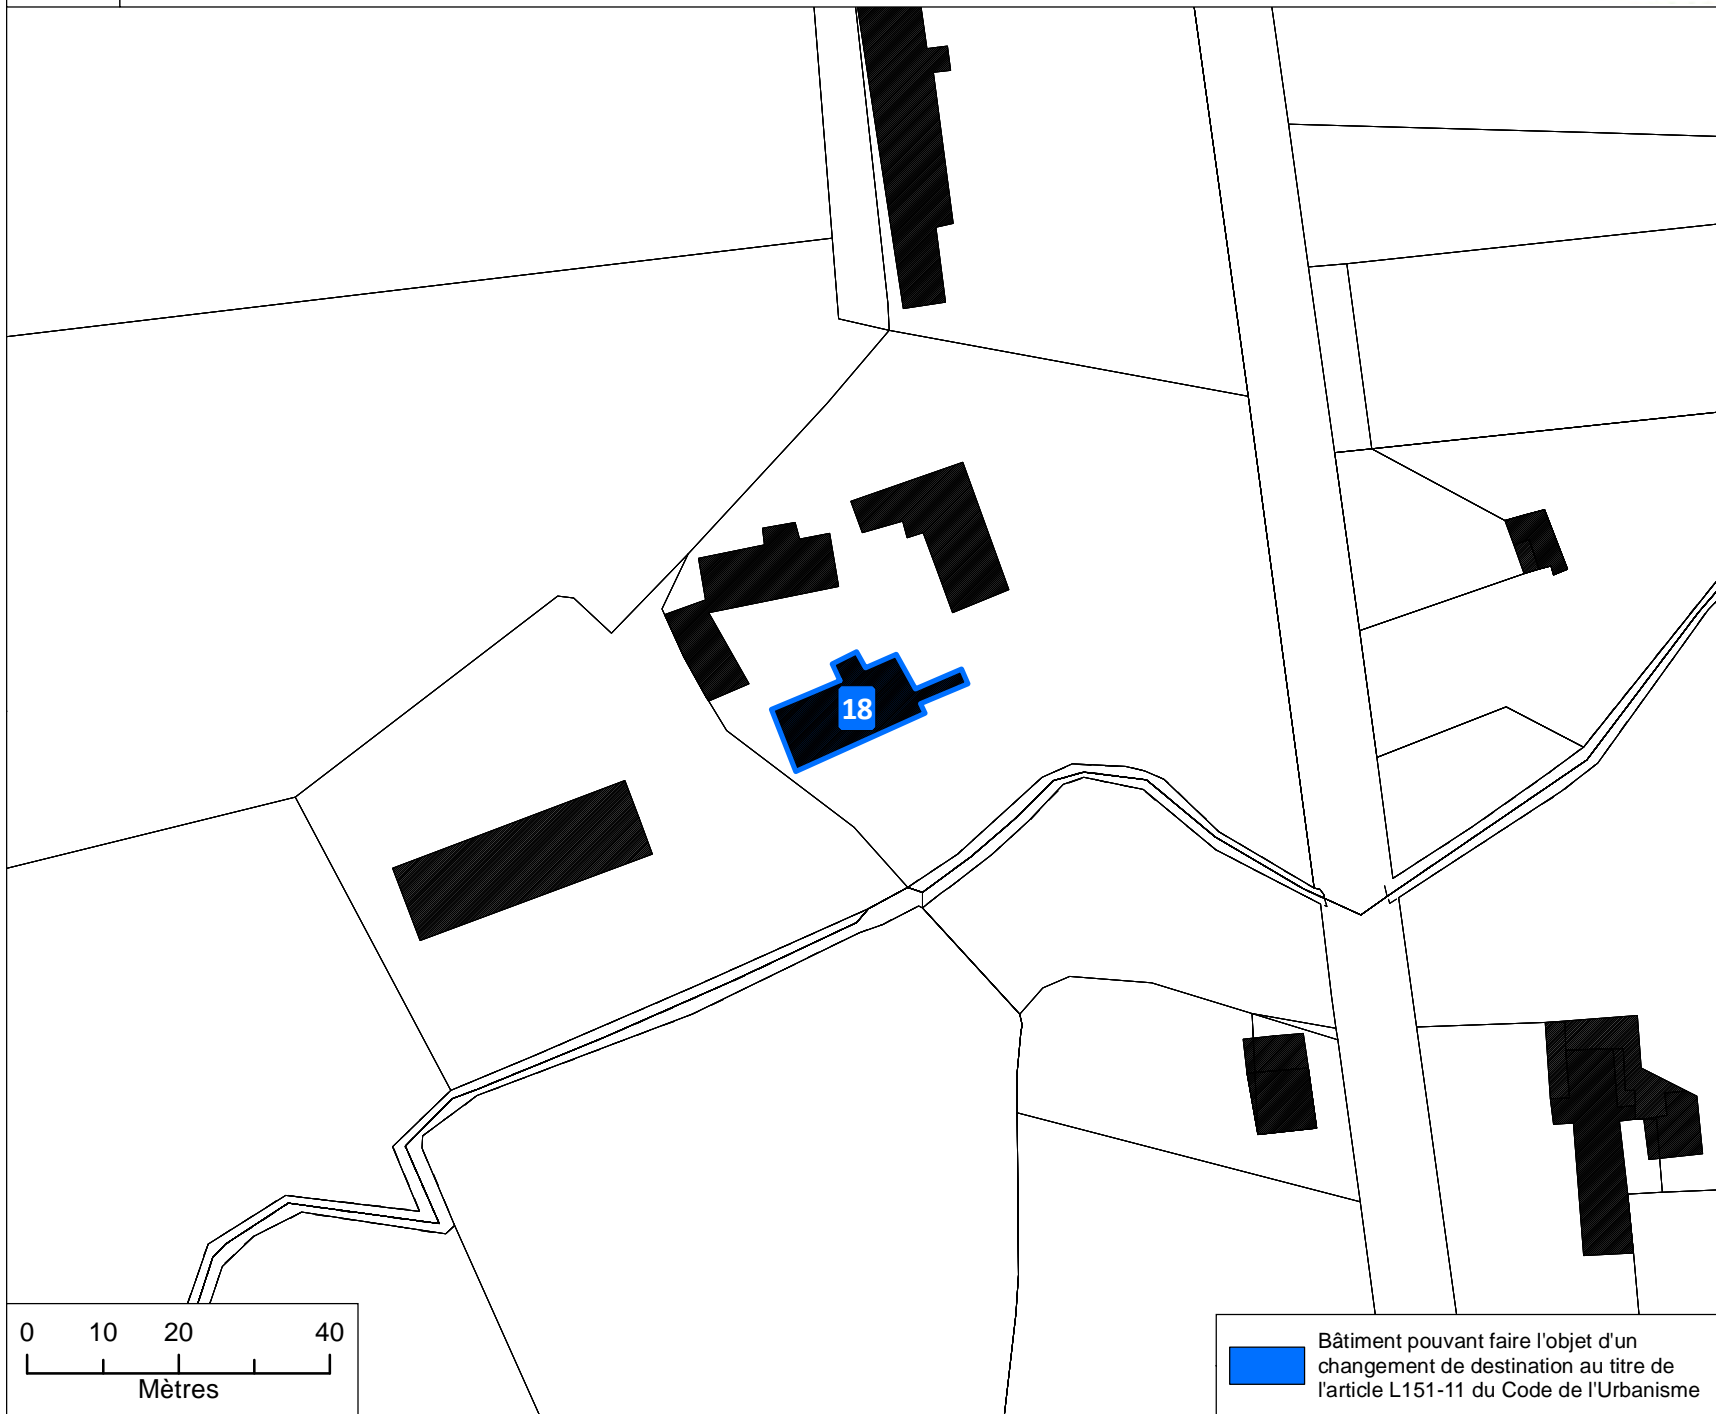 18
0 10 20 40
Mètres
Bâtiment pouvant faire l'objet d'un
changement de destination au titre de
l'article L151-11 du Code de l'Urbanisme